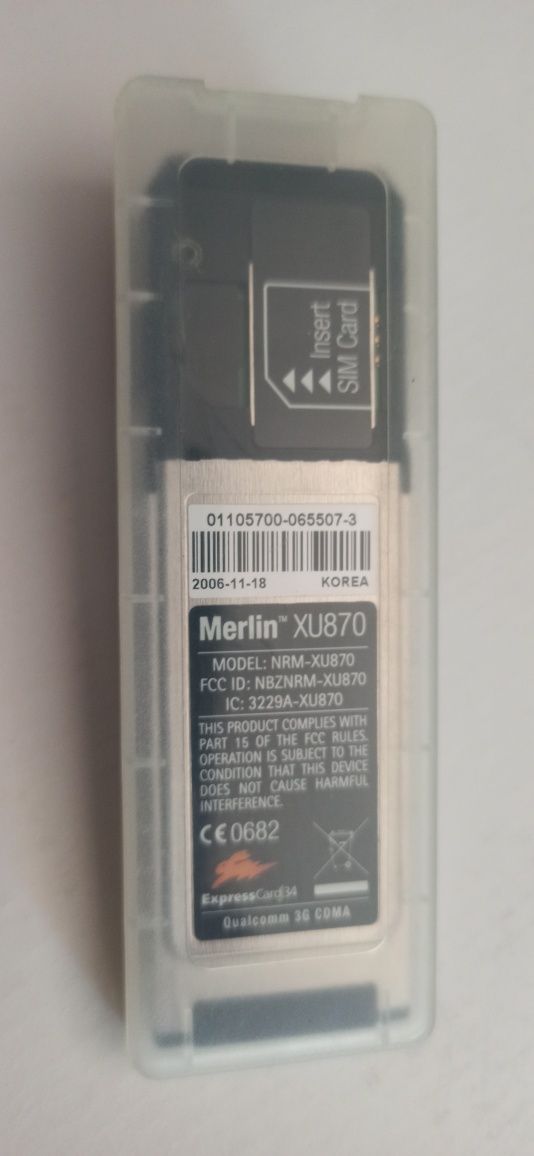 Insert
SIM Card
01105700-065507-3
2006-11-18 KOREA
Merlin™ XU870
MODEL: NRM-XU870
FCC ID: NBZNRM-XU870
IC: 3229A-XU870
THIS PRODUCT COMPLIES WITH
PART 15 OF THE FCC RULES.
OPERATION IS SUBJECT TO THE
CONDITION THAT THIS DEVICE
DOES NOT CAUSE HARMFUL
INTERFERENCE.
CE0682
ExpressCard|34
Qualcomm 3G CDMA